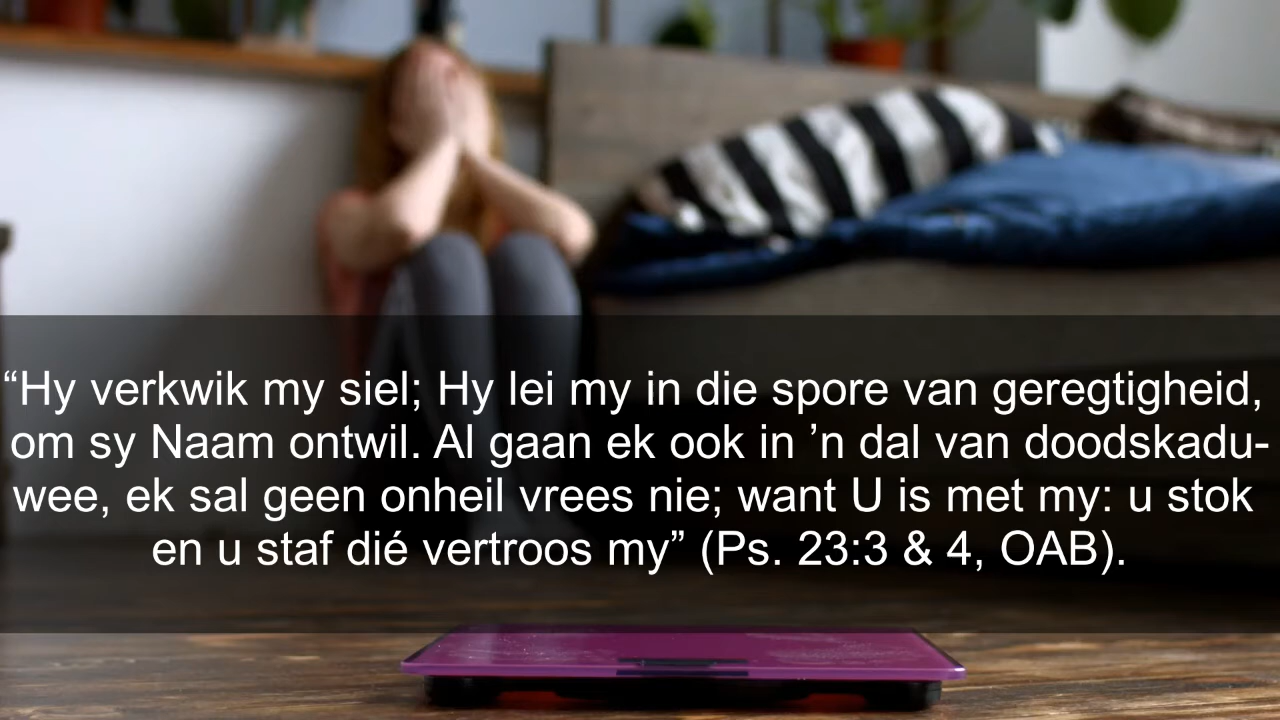 “Hy verkwik my siel; Hy lei my in die spore van geregtigheid,
om sy Naam ontwil. Al gaan ek ook in ’n dal van doodskadu-
wee, ek sal geen onheil vrees nie; want U is met my: u stok
en u staf dié vertroos my” (Ps. 23:3 & 4, OAB).